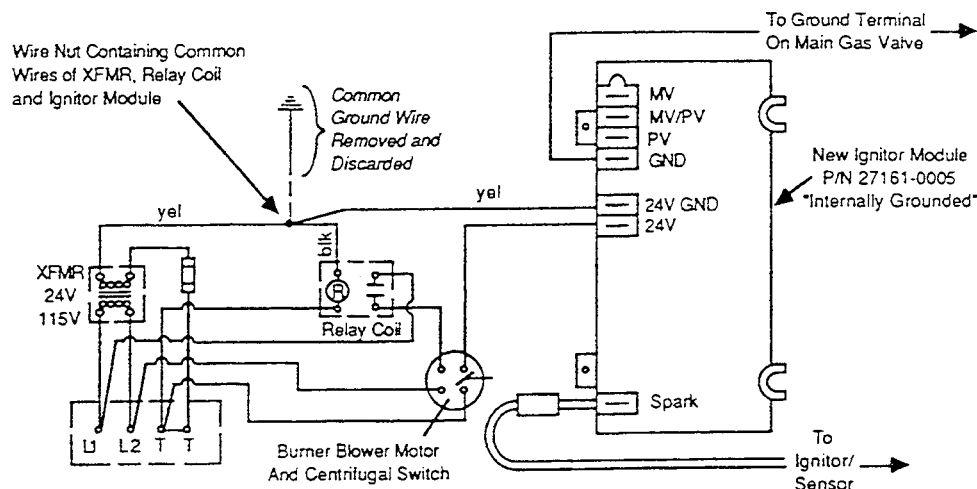 To Ground Terminal
On Main Gas Valve
Wire Nut Containing Common
Wires of XFMR, Relay Coil
and Ignitor Module
Common
Ground Wire
Removed and
Discarded
MV
MV/PV
PV
GND
New Ignitor Module
P/N 27161-0005
"Internally Grounded"
yel
yel
24V GND
24V
blk
XFMR
24V
115V
R
Relay Coil
Spark
L1
L2
T
T
Burner Blower Motor
And Centrifugal Switch
To
Ignitor/
Sensor